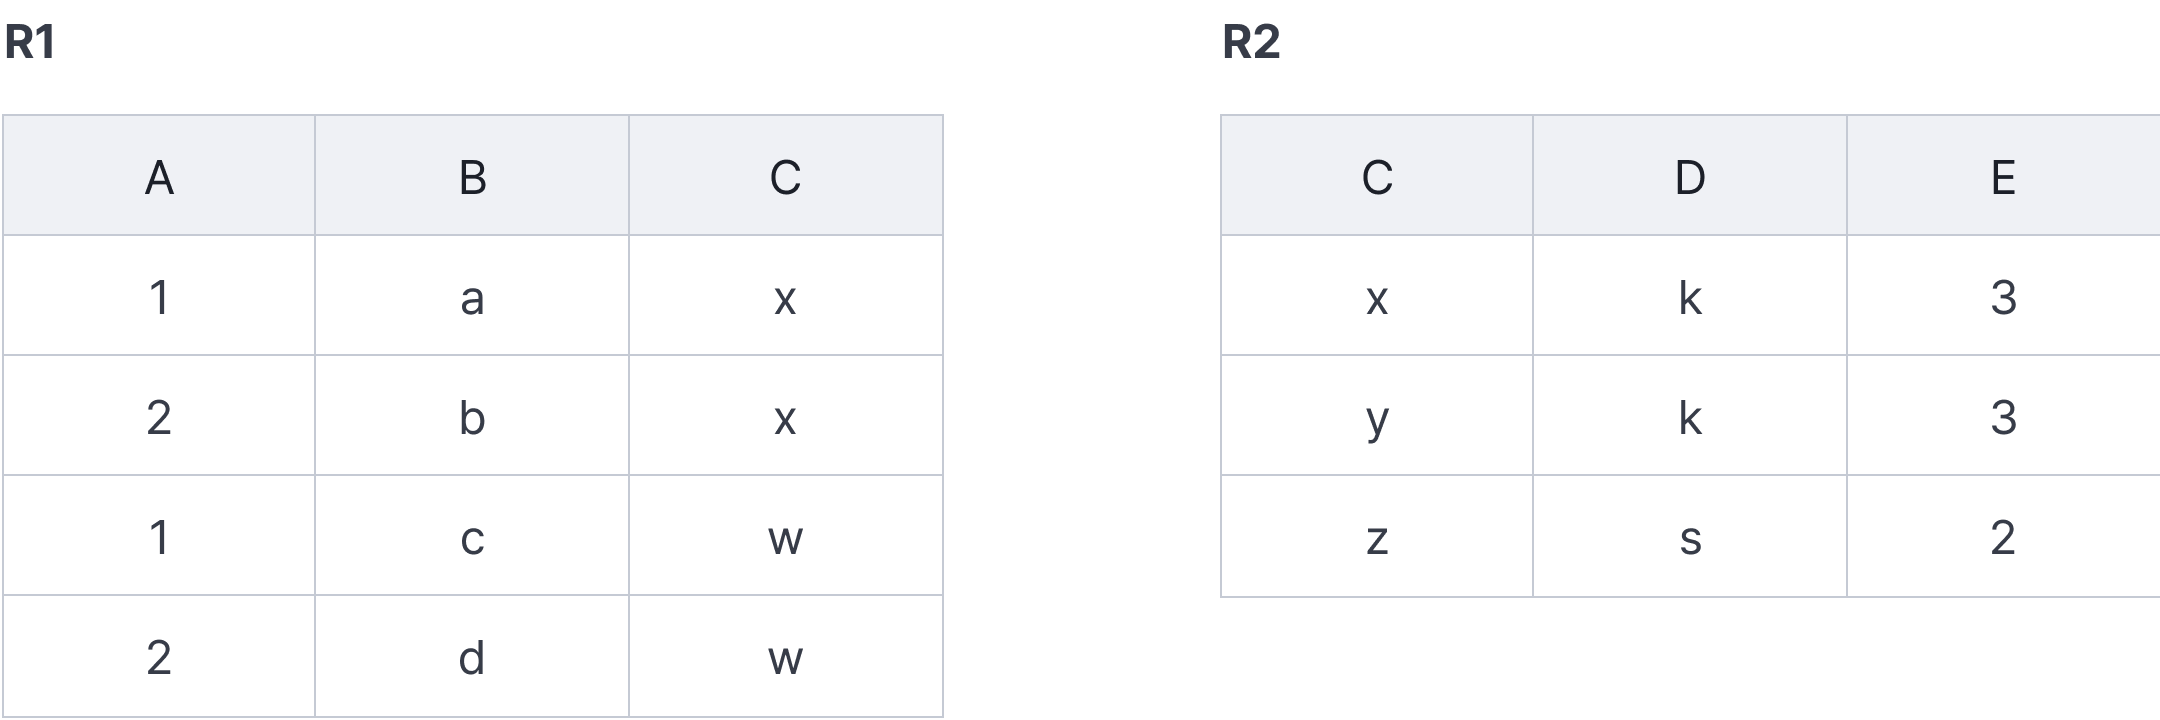 R1
A B C
1 a x
2 b x
1 c w
2 d w
R2
C D E
x k 3
y k 3
z s 2